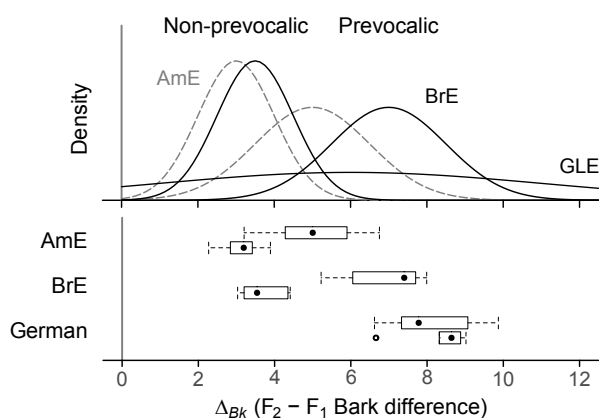 Non-prevocalic Prevocalic
AmE
BrE
GLE
Density
AmE
BrE
German
0 2 4 6 8 10 12
Δ_Bk (F₂ − F₁ Bark difference)